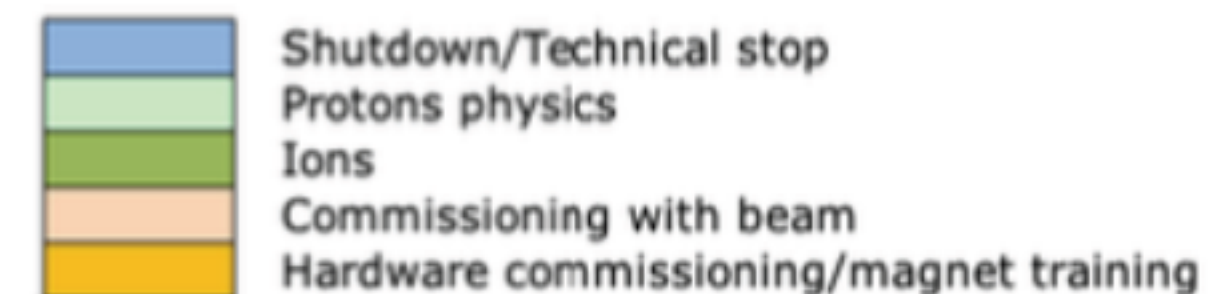 Shutdown/Technical stop
Protons physics
Ions
Commissioning with beam
Hardware commissioning/magnet training